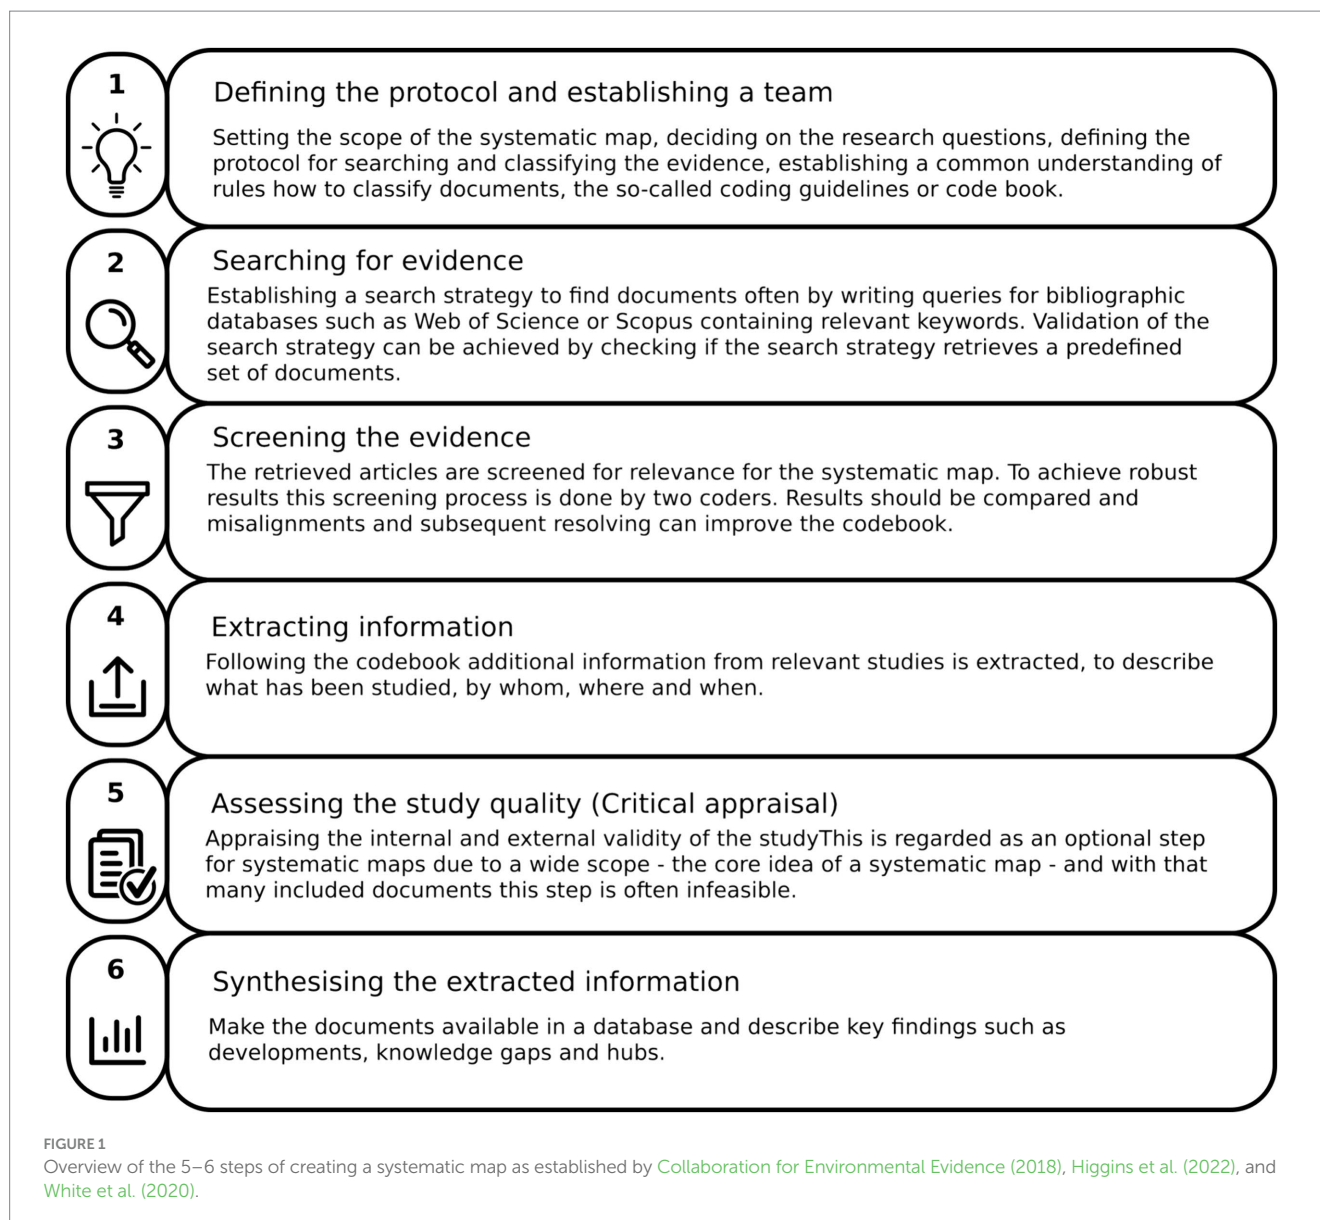 1
Defining the protocol and establishing a team
Setting the scope of the systematic map, deciding on the research questions, defining the
protocol for searching and classifying the evidence, establishing a common understanding of
rules how to classify documents, the so-called coding guidelines or code book.
2
Searching for evidence
Establishing a search strategy to find documents often by writing queries for bibliographic
databases such as Web of Science or Scopus containing relevant keywords. Validation of the
search strategy can be achieved by checking if the search strategy retrieves a predefined
set of documents.
3
Screening the evidence
The retrieved articles are screened for relevance for the systematic map. To achieve robust
results this screening process is done by two coders. Results should be compared and
misalignments and subsequent resolving can improve the codebook.
4
Extracting information
Following the codebook additional information from relevant studies is extracted, to describe
what has been studied, by whom, where and when.
5
Assessing the study quality (Critical appraisal)
Appraising the internal and external validity of the studyThis is regarded as an optional step
for systematic maps due to a wide scope - the core idea of a systematic map - and with that
many included documents this step is often infeasible.
6
Synthesising the extracted information
Make the documents available in a database and describe key findings such as
developments, knowledge gaps and hubs.
FIGURE 1
Overview of the 5–6 steps of creating a systematic map as established by Collaboration for Environmental Evidence (2018), Higgins et al. (2022), and
White et al. (2020).